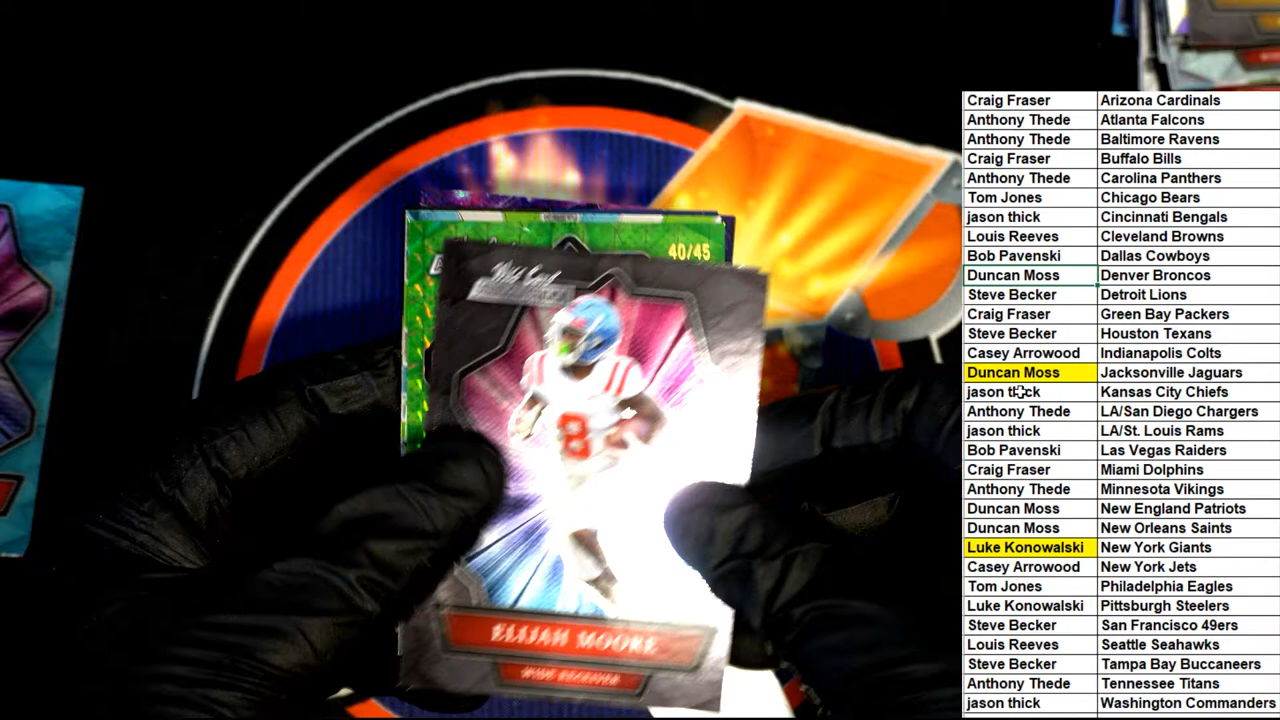 40/45
Wild Card
ELIJAH MOORE
WIDE RECEIVER
8
Craig Fraser Arizona Cardinals
Anthony Thede Atlanta Falcons
Anthony Thede Baltimore Ravens
Craig Fraser Buffalo Bills
Anthony Thede Carolina Panthers
Tom Jones Chicago Bears
jason thick Cincinnati Bengals
Louis Reeves Cleveland Browns
Bob Pavenski Dallas Cowboys
Duncan Moss Denver Broncos
Steve Becker Detroit Lions
Craig Fraser Green Bay Packers
Steve Becker Houston Texans
Casey Arrowood Indianapolis Colts
Duncan Moss Jacksonville Jaguars
jason thick Kansas City Chiefs
Anthony Thede LA/San Diego Chargers
jason thick LA/St. Louis Rams
Bob Pavenski Las Vegas Raiders
Craig Fraser Miami Dolphins
Anthony Thede Minnesota Vikings
Duncan Moss New England Patriots
Duncan Moss New Orleans Saints
Luke Konowalski New York Giants
Casey Arrowood New York Jets
Tom Jones Philadelphia Eagles
Luke Konowalski Pittsburgh Steelers
Steve Becker San Francisco 49ers
Louis Reeves Seattle Seahawks
Steve Becker Tampa Bay Buccaneers
Anthony Thede Tennessee Titans
jason thick Washington Commanders